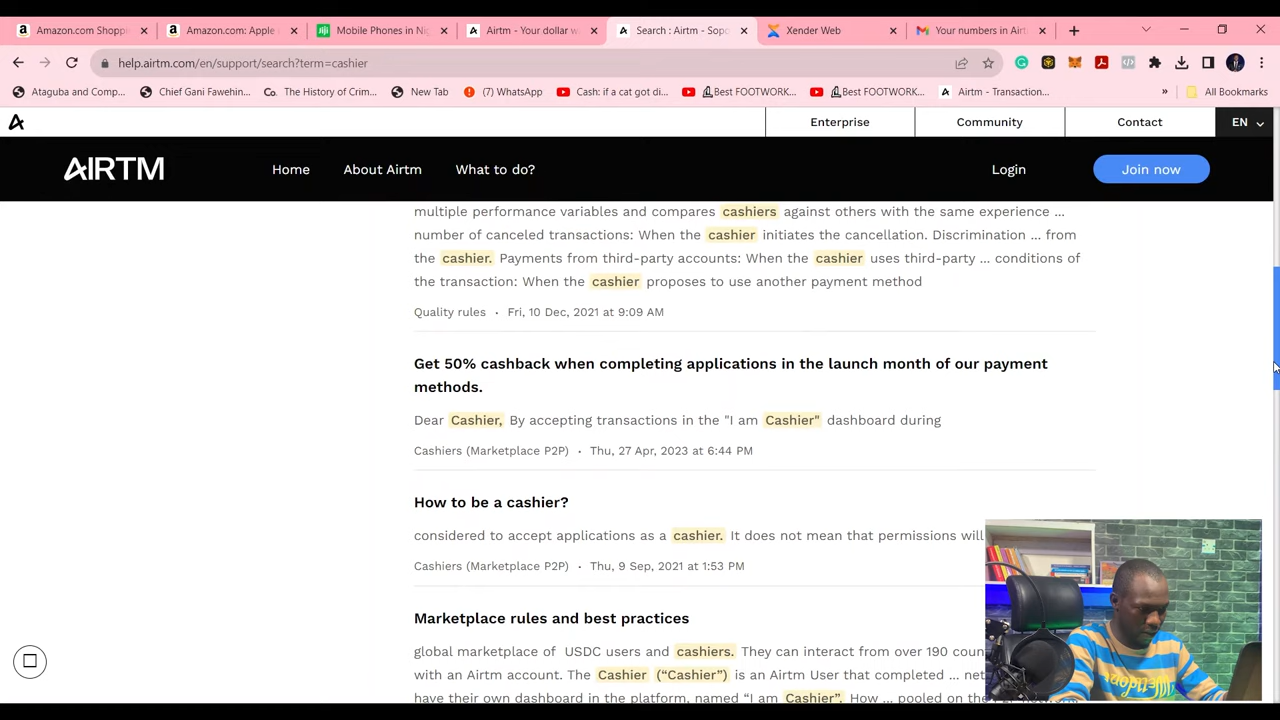 Amazon.com Shoppi
Amazon.com: Apple
Mobile Phones in Nig
Airtm - Your dollar w
Search : Airtm - Sopo
Xender Web
Your numbers in Airt
help.airtm.com/en/support/search?term=cashier
Ataguba and Comp...
Chief Gani Fawehin...
The History of Crim...
New Tab
(7) WhatsApp
Cash: if a cat got di...
Best FOOTWORK...
Best FOOTWORK...
Airtm - Transaction...
»
All Bookmarks
Enterprise
Community
Contact
EN
AIRTM
Home
About Airtm
What to do?
Login
Join now
multiple performance variables and compares cashiers against others with the same experience ...
number of canceled transactions: When the cashier initiates the cancellation. Discrimination ... from
the cashier. Payments from third-party accounts: When the cashier uses third-party ... conditions of
the transaction: When the cashier proposes to use another payment method
Quality rules • Fri, 10 Dec, 2021 at 9:09 AM
Get 50% cashback when completing applications in the launch month of our payment
methods.
Dear Cashier, By accepting transactions in the "I am Cashier" dashboard during
Cashiers (Marketplace P2P) • Thu, 27 Apr, 2023 at 6:44 PM
How to be a cashier?
considered to accept applications as a cashier. It does not mean that permissions will
Cashiers (Marketplace P2P) • Thu, 9 Sep, 2021 at 1:53 PM
Marketplace rules and best practices
global marketplace of USDC users and cashiers. They can interact from over 190 coun
with an Airtm account. The Cashier (“Cashier”) is an Airtm User that completed ... net
have their own dashboard in the platform, named “I am Cashier”. How ... pooled on the P2P